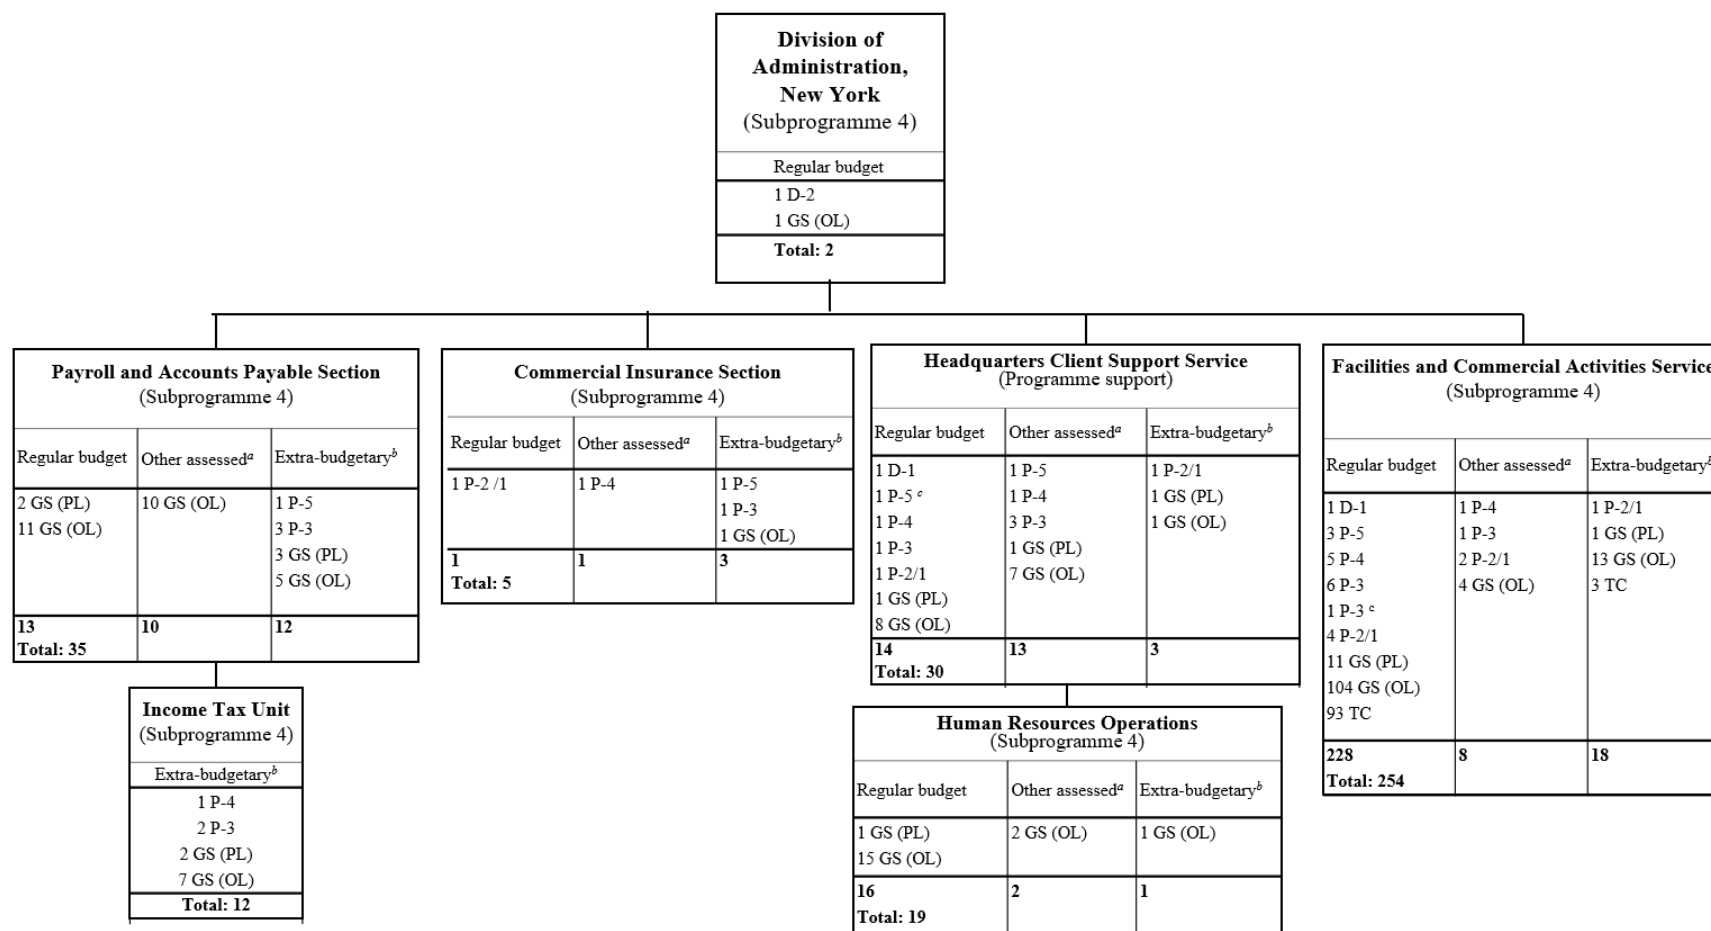 Division of
Administration,
New York
(Subprogramme 4)
Regular budget
1 D-2
1 GS (OL)
Total: 2
Payroll and Accounts Payable Section
(Subprogramme 4)
Regular budget Other assessedᵃ Extra-budgetaryᵇ
2 GS (PL) 10 GS (OL) 1 P-5
11 GS (OL) 3 P-3
3 GS (PL)
5 GS (OL)
13 10 12
Total: 35
Income Tax Unit
(Subprogramme 4)
Extra-budgetaryᵇ
1 P-4
2 P-3
2 GS (PL)
7 GS (OL)
Total: 12
Commercial Insurance Section
(Subprogramme 4)
Regular budget Other assessedᵃ Extra-budgetaryᵇ
1 P-2 /1 1 P-4 1 P-5
1 P-3
1 GS (OL)
1 1 3
Total: 5
Headquarters Client Support Service
(Programme support)
Regular budget Other assessedᵃ Extra-budgetaryᵇ
1 D-1 1 P-5 1 P-2/1
1 P-5 ᶜ 1 P-4 1 GS (PL)
1 P-4 3 P-3 1 GS (OL)
1 P-3 1 GS (PL)
1 P-2/1 7 GS (OL)
1 GS (PL)
8 GS (OL)
14 13 3
Total: 30
Human Resources Operations
(Subprogramme 4)
Regular budget Other assessedᵃ Extra-budgetaryᵇ
1 GS (PL) 2 GS (OL) 1 GS (OL)
15 GS (OL)
16 2 1
Total: 19
Facilities and Commercial Activities Service
(Subprogramme 4)
Regular budget Other assessedᵃ Extra-budgetaryᵇ
1 D-1 1 P-4 1 P-2/1
3 P-5 1 P-3 1 GS (PL)
5 P-4 2 P-2/1 13 GS (OL)
6 P-3 4 GS (OL) 3 TC
1 P-3 ᶜ
4 P-2/1
11 GS (PL)
104 GS (OL)
93 TC
228 8 18
Total: 254